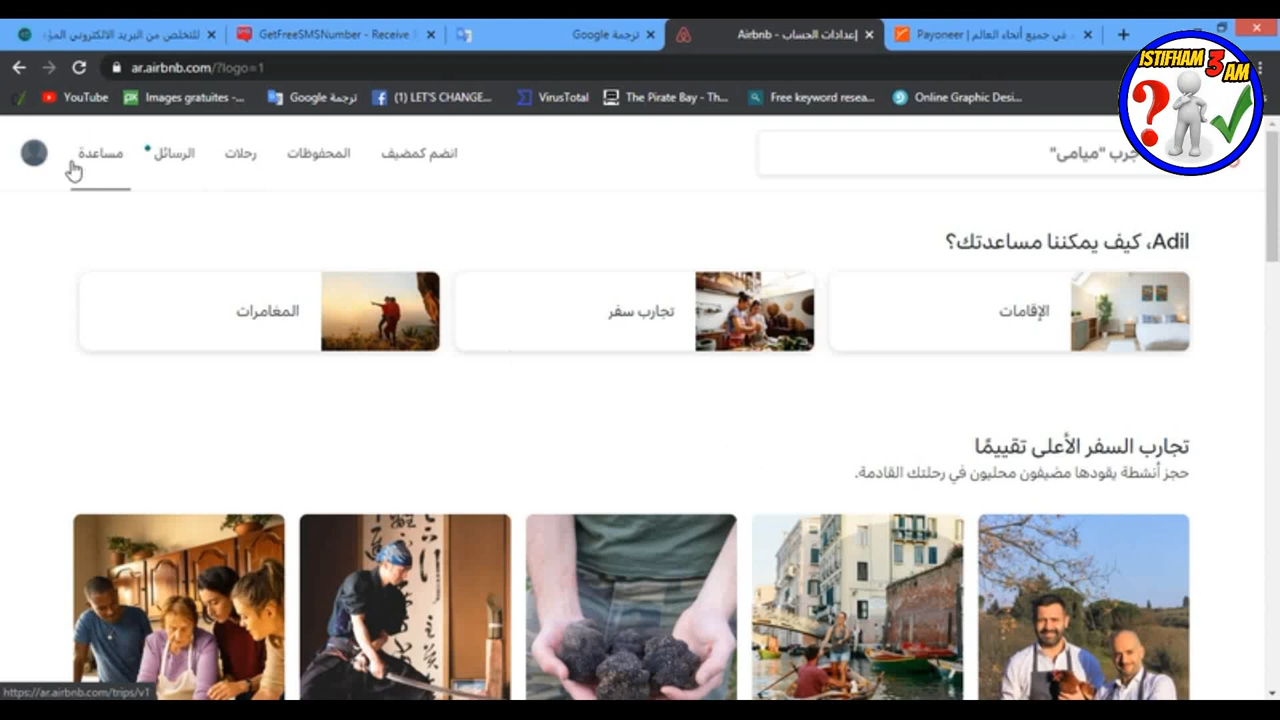 للتخلص من البريد الالكتروني المؤ
GetFreeSMSNumber - Receive
ترجمة Google
إعدادات الحساب - Airbnb
Payoneer | في جميع أنحاء العالم
ar.airbnb.com/?logo=1
YouTube
Images gratuites -...
ترجمة Google
(1) LET'S CHANGE...
VirusTotal
The Pirate Bay - Th...
Free keyword resea...
Online Graphic Desi...
ISTIFHAM 3 AM
جرب "ميامي"
انضم كمضيف
المحفوظات
رحلات
الرسائل
مساعدة
Adil، كيف يمكننا مساعدتك؟
الإقامات
تجارب سفر
المغامرات
تجارب السفر الأعلى تقييمًا
حجز أنشطة يقودها مضيفون محليون في رحلتك القادمة.
https://ar.airbnb.com/trips/v1